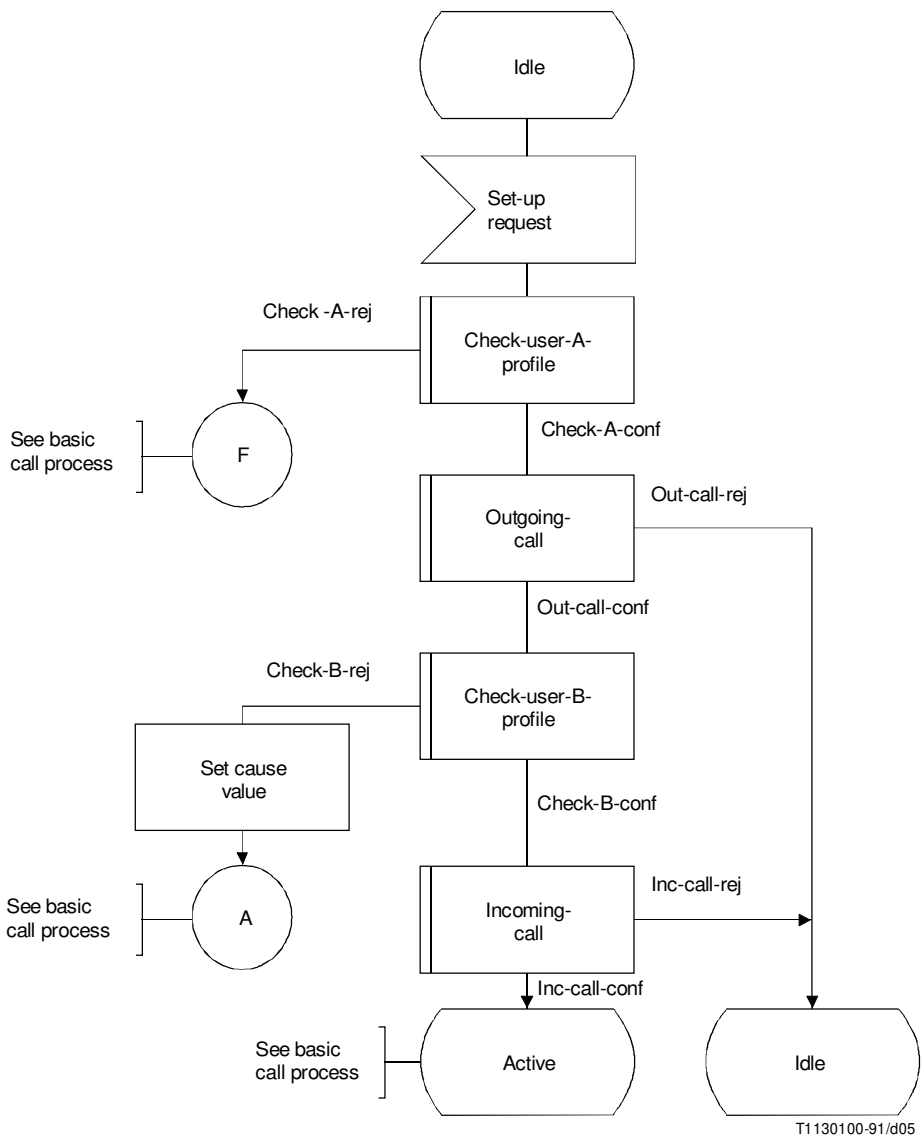 Idle
Set-up
request
Check -A-rej
Check-user-A-
profile
See basic
call process
F
Check-A-conf
Out-call-rej
Outgoing-
call
Out-call-conf
Check-B-rej
Check-user-B-
profile
Set cause
value
Check-B-conf
Inc-call-rej
See basic
call process
A
Incoming-
call
Inc-call-conf
See basic
call process
Active
Idle
T1130100-91/d05